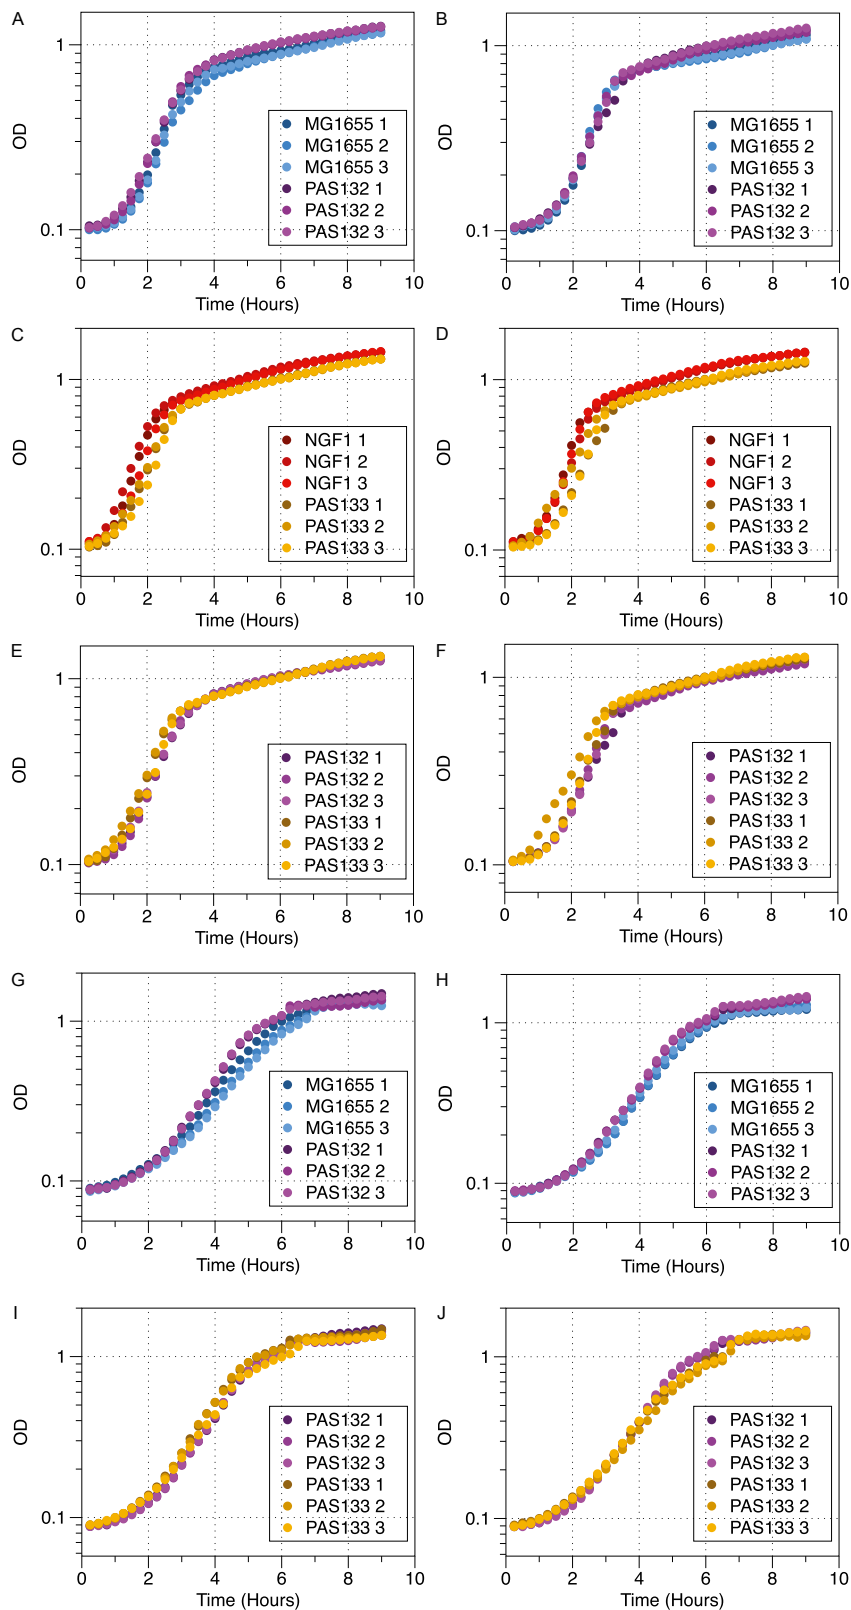 A
1
0.1
OD
0 2 4 6 8 10
Time (Hours)
MG1655 1
MG1655 2
MG1655 3
PAS132 1
PAS132 2
PAS132 3
B
1
0.1
OD
0 2 4 6 8 10
Time (Hours)
MG1655 1
MG1655 2
MG1655 3
PAS132 1
PAS132 2
PAS132 3
C
1
0.1
OD
0 2 4 6 8 10
Time (Hours)
NGF1 1
NGF1 2
NGF1 3
PAS133 1
PAS133 2
PAS133 3
D
1
0.1
OD
0 2 4 6 8 10
Time (Hours)
NGF1 1
NGF1 2
NGF1 3
PAS133 1
PAS133 2
PAS133 3
E
1
0.1
OD
0 2 4 6 8 10
Time (Hours)
PAS132 1
PAS132 2
PAS132 3
PAS133 1
PAS133 2
PAS133 3
F
1
0.1
OD
0 2 4 6 8 10
Time (Hours)
PAS132 1
PAS132 2
PAS132 3
PAS133 1
PAS133 2
PAS133 3
G
1
0.1
OD
0 2 4 6 8 10
Time (Hours)
MG1655 1
MG1655 2
MG1655 3
PAS132 1
PAS132 2
PAS132 3
H
1
0.1
OD
0 2 4 6 8 10
Time (Hours)
MG1655 1
MG1655 2
MG1655 3
PAS132 1
PAS132 2
PAS132 3
I
1
0.1
OD
0 2 4 6 8 10
Time (Hours)
PAS132 1
PAS132 2
PAS132 3
PAS133 1
PAS133 2
PAS133 3
J
1
0.1
OD
0 2 4 6 8 10
Time (Hours)
PAS132 1
PAS132 2
PAS132 3
PAS133 1
PAS133 2
PAS133 3